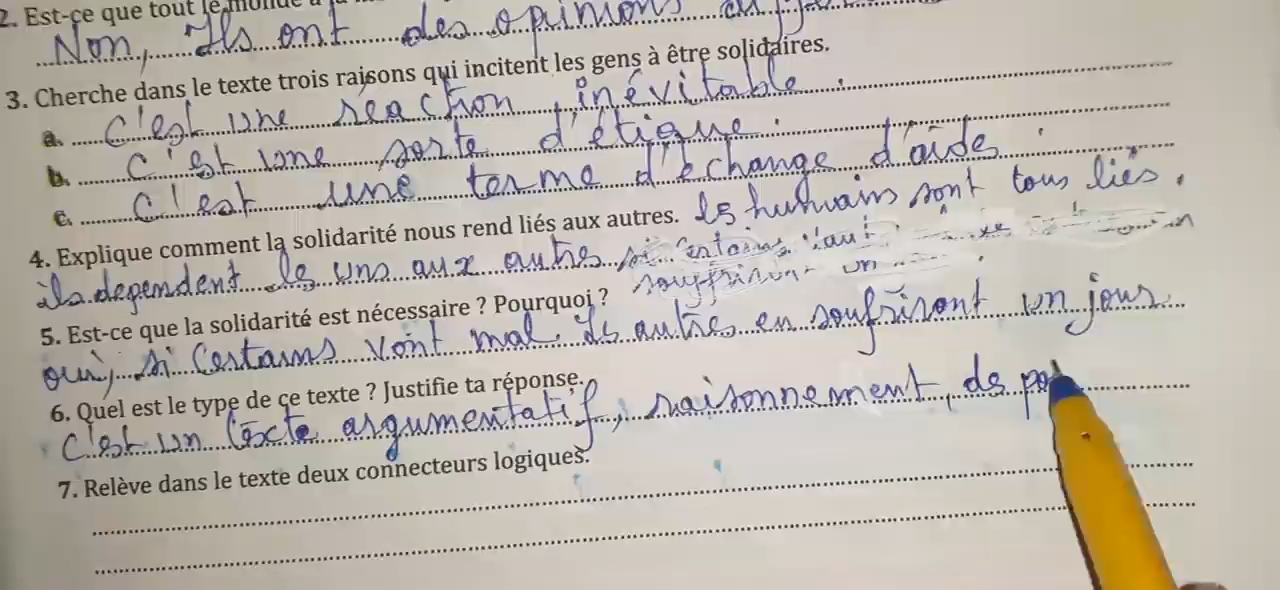 2. Est-ce que tout le monde a
Non, Ils ont des opinions
3. Cherche dans le texte trois raisons qui incitent les gens à être solidaires.
a. C'est une réaction, inévitable.
b. C'est une sorte d'étique.
c. C'est une terme d'échange d'aide.
4. Explique comment la solidarité nous rend liés aux autres. les humains sont tous liés,
ils dependent les uns aux autres
5. Est-ce que la solidarité est nécessaire ? Pourquoi ?
oui, si certains vont mal les autres en soufriront un jour
6. Quel est le type de ce texte ? Justifie ta réponse.
C'est un texte argumentatif, raisonnement, de po
7. Relève dans le texte deux connecteurs logiques.